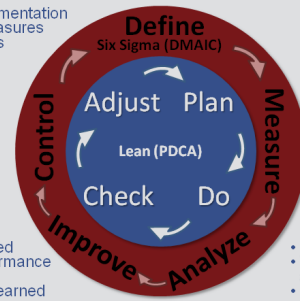 mentation
asures
s
Define
Six Sigma (DMAIC)
Control
Measure
Adjust Plan
Lean (PDCA)
Check Do
Improve
Analyze
ed
rmance
earned